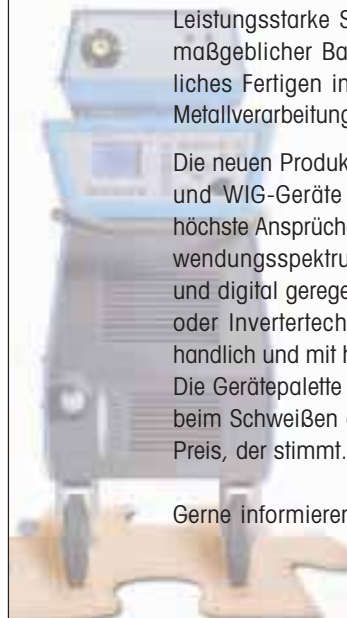 Leistungsstarke S
maßgeblicher Ba
liches Fertigen in
Metallverarbeitung
Die neuen Produk
und WIG-Geräte
höchste Ansprüch
wendungsspektru
und digital gerege
oder Invertertech
handlich und mit h
Die Gerätepalette
beim Schweißen
Preis, der stimmt.
Gerne informieren